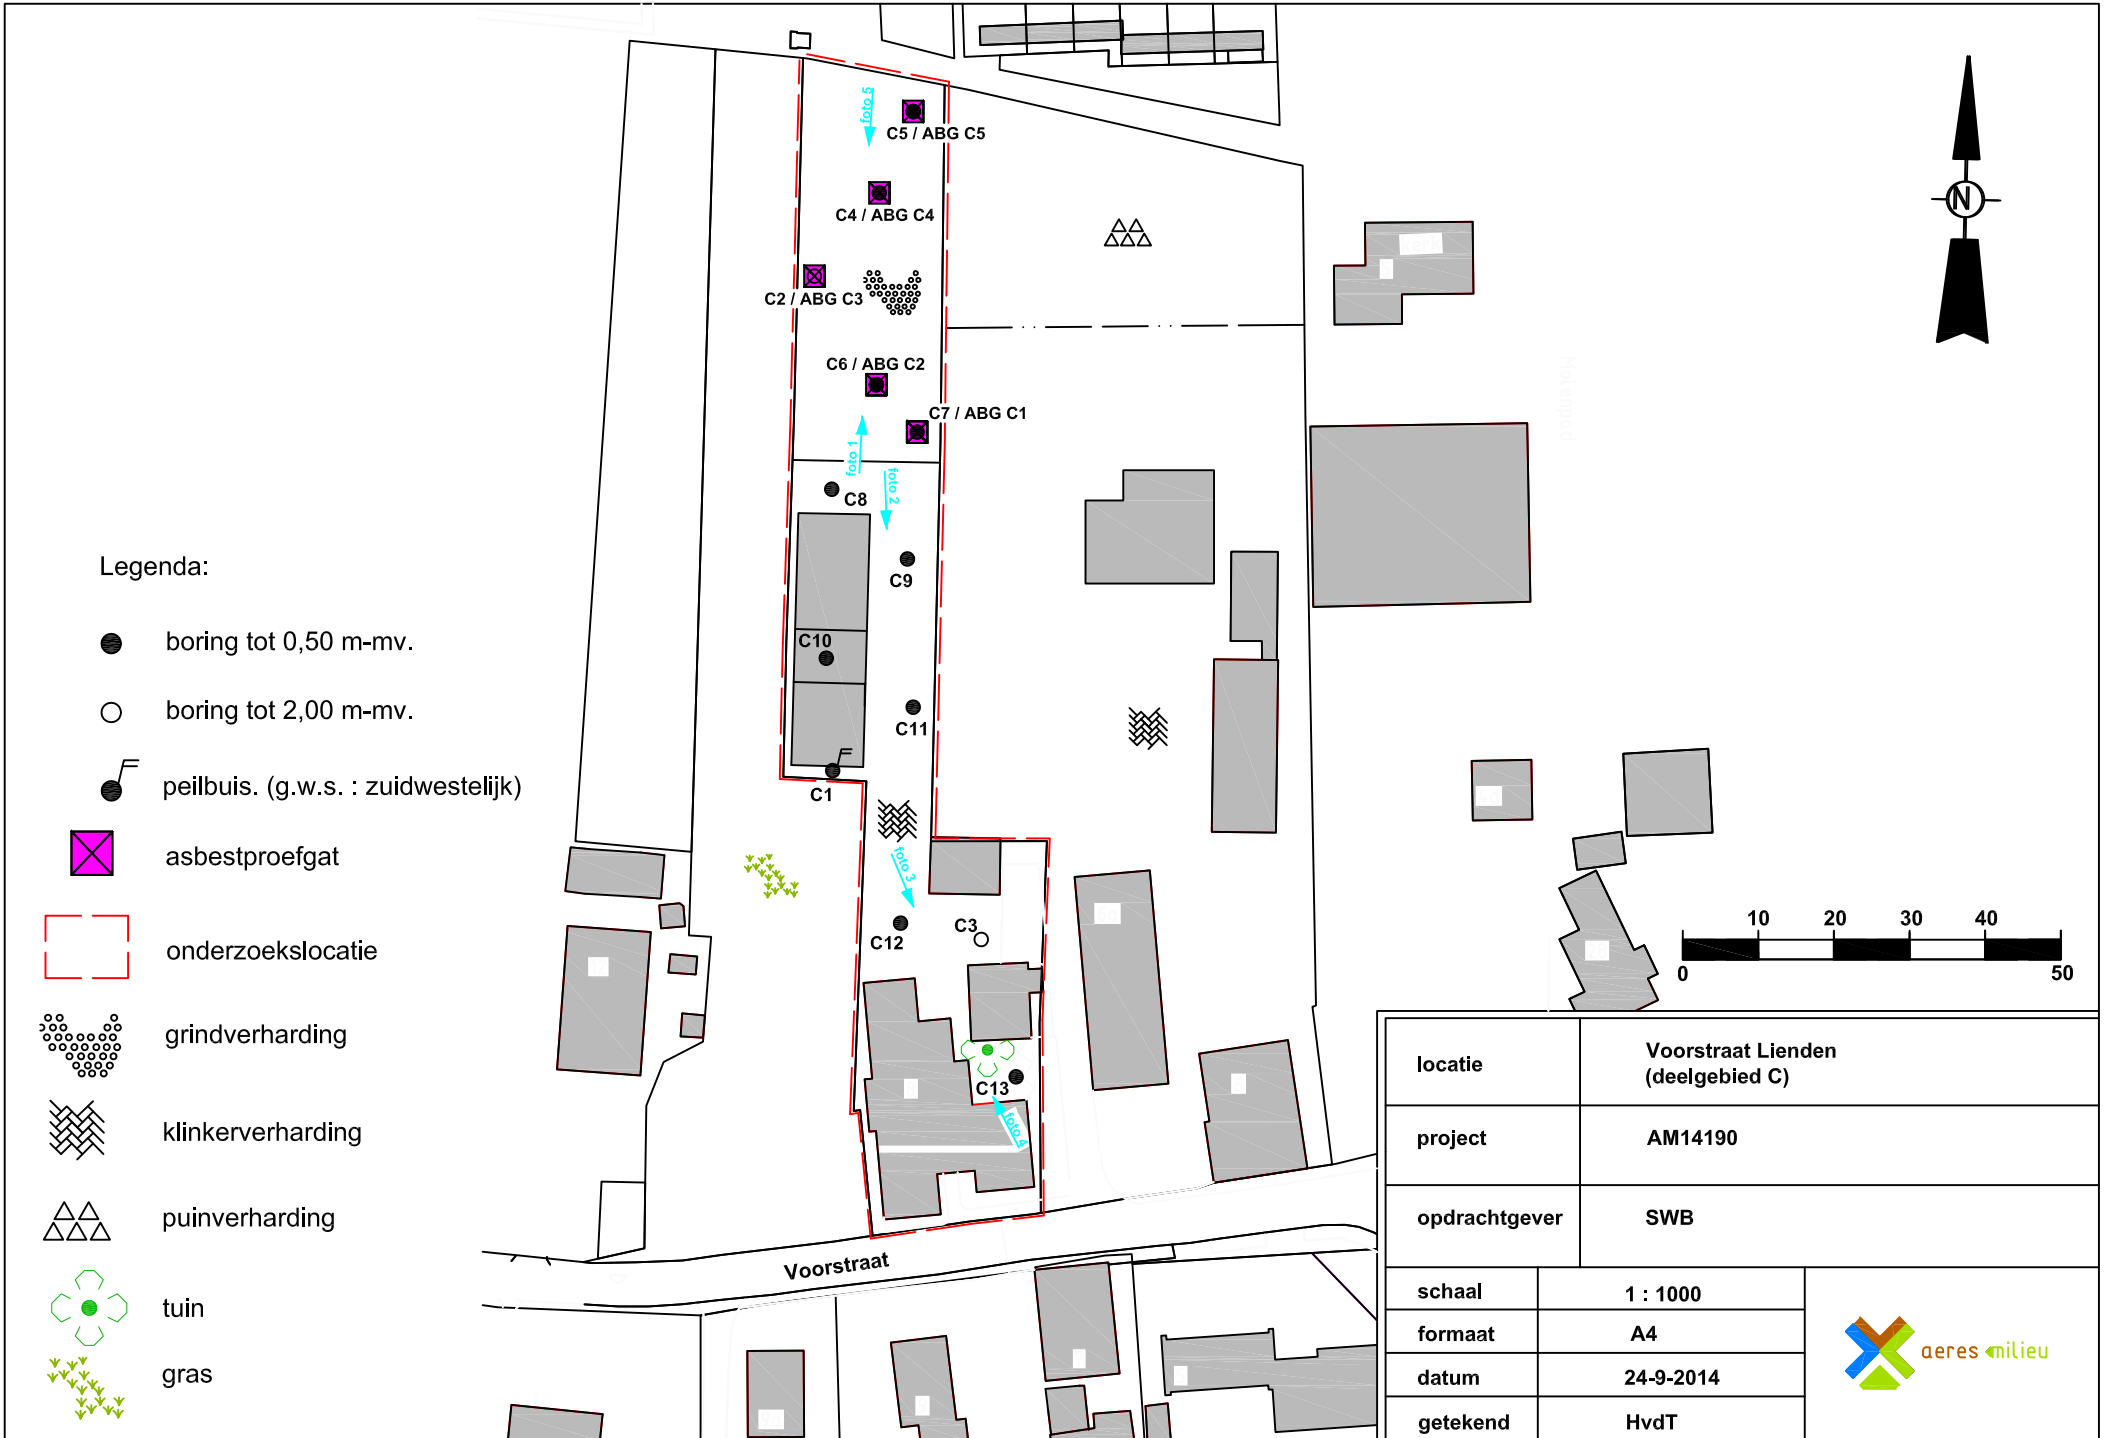 foto 5
C5 / ABG C5
C4 / ABG C4
C2 / ABG C3
C6 / ABG C2
C7 / ABG C1
foto 1
foto 2
C8
C9
C10
C11
C1
foto 3
C12
C3
C13
foto 4
Voorstraat
kerk
Molenpad
N
Legenda:
boring tot 0,50 m-mv.
boring tot 2,00 m-mv.
peilbuis. (g.w.s. : zuidwestelijk)
asbestproefgat
onderzoekslocatie
grindverharding
klinkerverharding
puinverharding
tuin
gras
10 20 30 40
0 50
locatie
Voorstraat Lienden
(deelgebied C)
project AM14190
opdrachtgever SWB
schaal 1 : 1000
formaat A4
datum 24-9-2014
getekend HvdT
aeres milieu